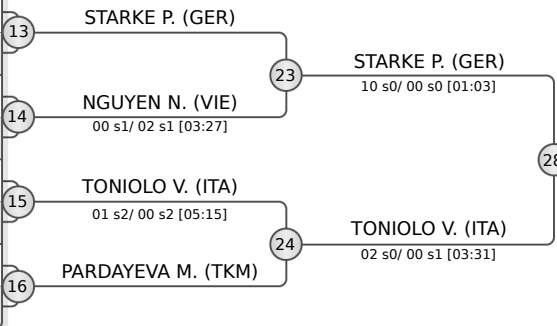 STARKE P. (GER)
13
23
STARKE P. (GER)
10 s0/ 00 s0 [01:03]
NGUYEN N. (VIE)
14
00 s1/ 02 s1 [03:27]
28
TONIOLO V. (ITA)
15
01 s2/ 00 s2 [05:15]
24
TONIOLO V. (ITA)
02 s0/ 00 s1 [03:31]
PARDAYEVA M. (TKM)
16